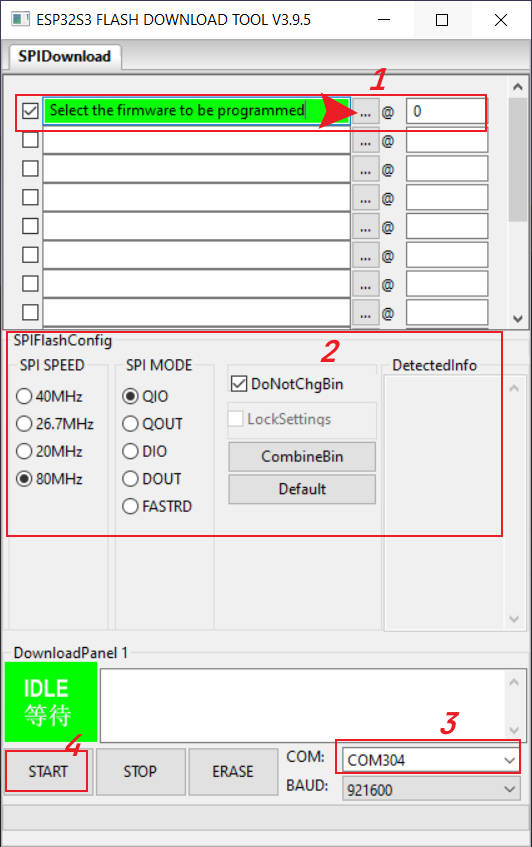 ESP32S3 FLASH DOWNLOAD TOOL V3.9.5
SPIDownload
1
Select the firmware to be programmed ... @ 0
... @
... @
... @
... @
... @
... @
... @
SPIFlashConfig
2
SPI SPEED
40MHz
26.7MHz
20MHz
80MHz
SPI MODE
QIO
QOUT
DIO
DOUT
FASTRD
DoNotChgBin
LockSettings
CombineBin
Default
DetectedInfo
DownloadPanel 1
IDLE
等待
4
START
STOP
ERASE
3
COM: COM304
BAUD: 921600